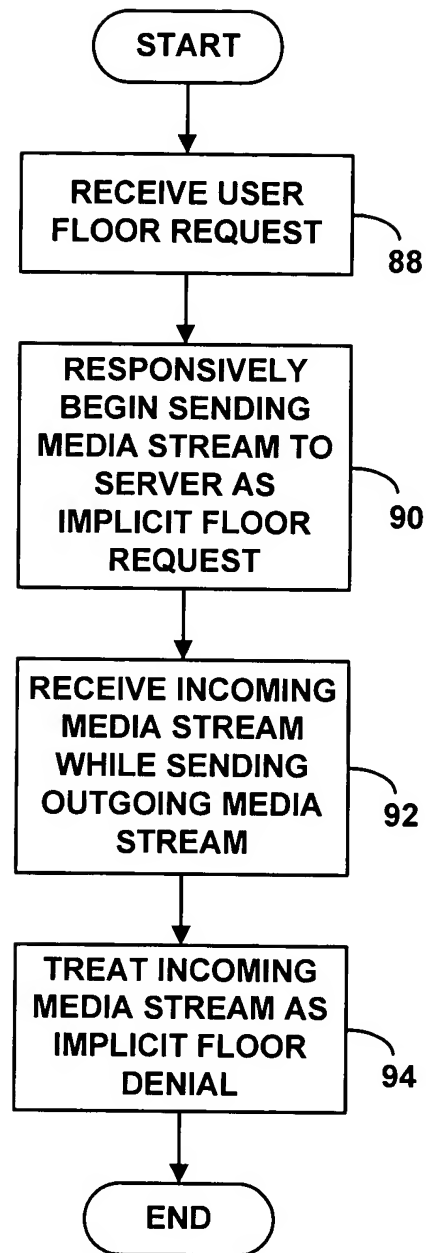 START
RECEIVE USER
FLOOR REQUEST
88
RESPONSIVELY
BEGIN SENDING
MEDIA STREAM TO
SERVER AS
IMPLICIT FLOOR
REQUEST
90
RECEIVE INCOMING
MEDIA STREAM
WHILE SENDING
OUTGOING MEDIA
STREAM
92
TREAT INCOMING
MEDIA STREAM AS
IMPLICIT FLOOR
DENIAL
94
END